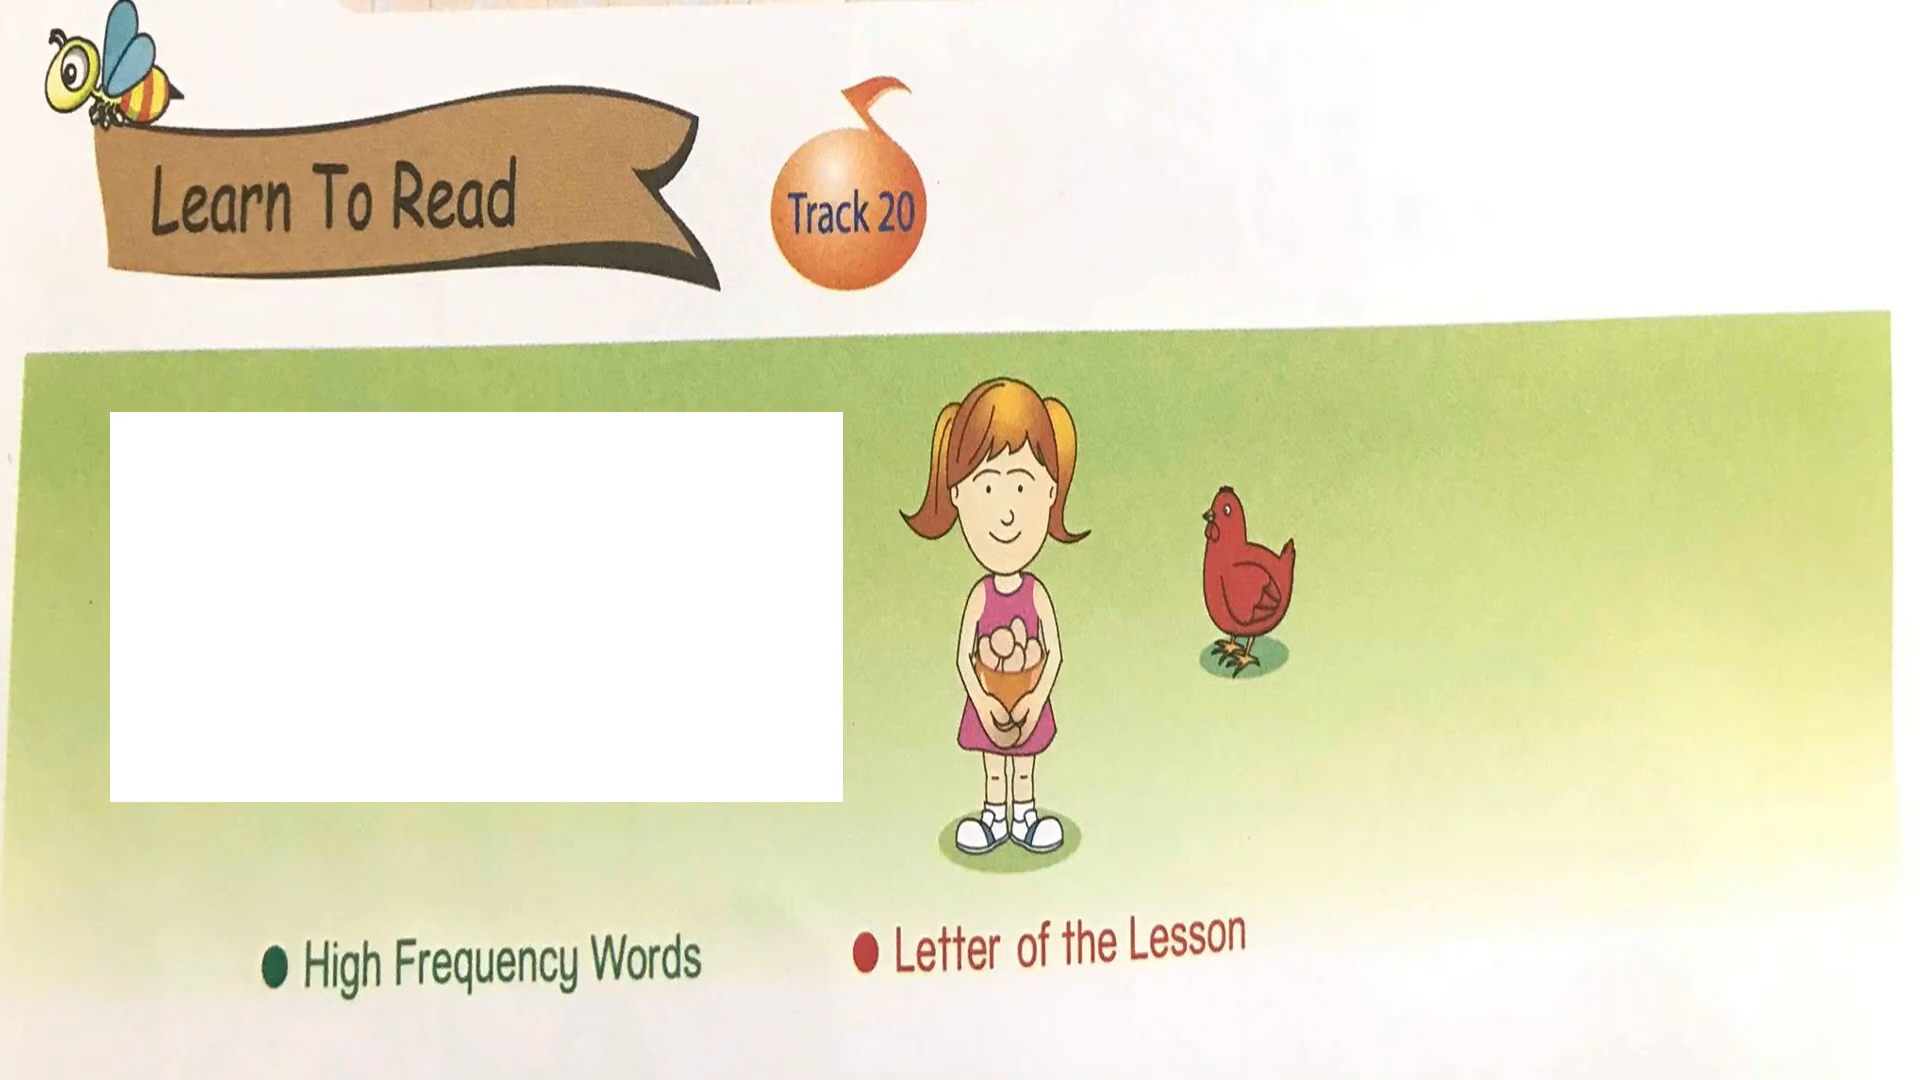 Learn To Read
Track 20
High Frequency Words
Letter of the Lesson